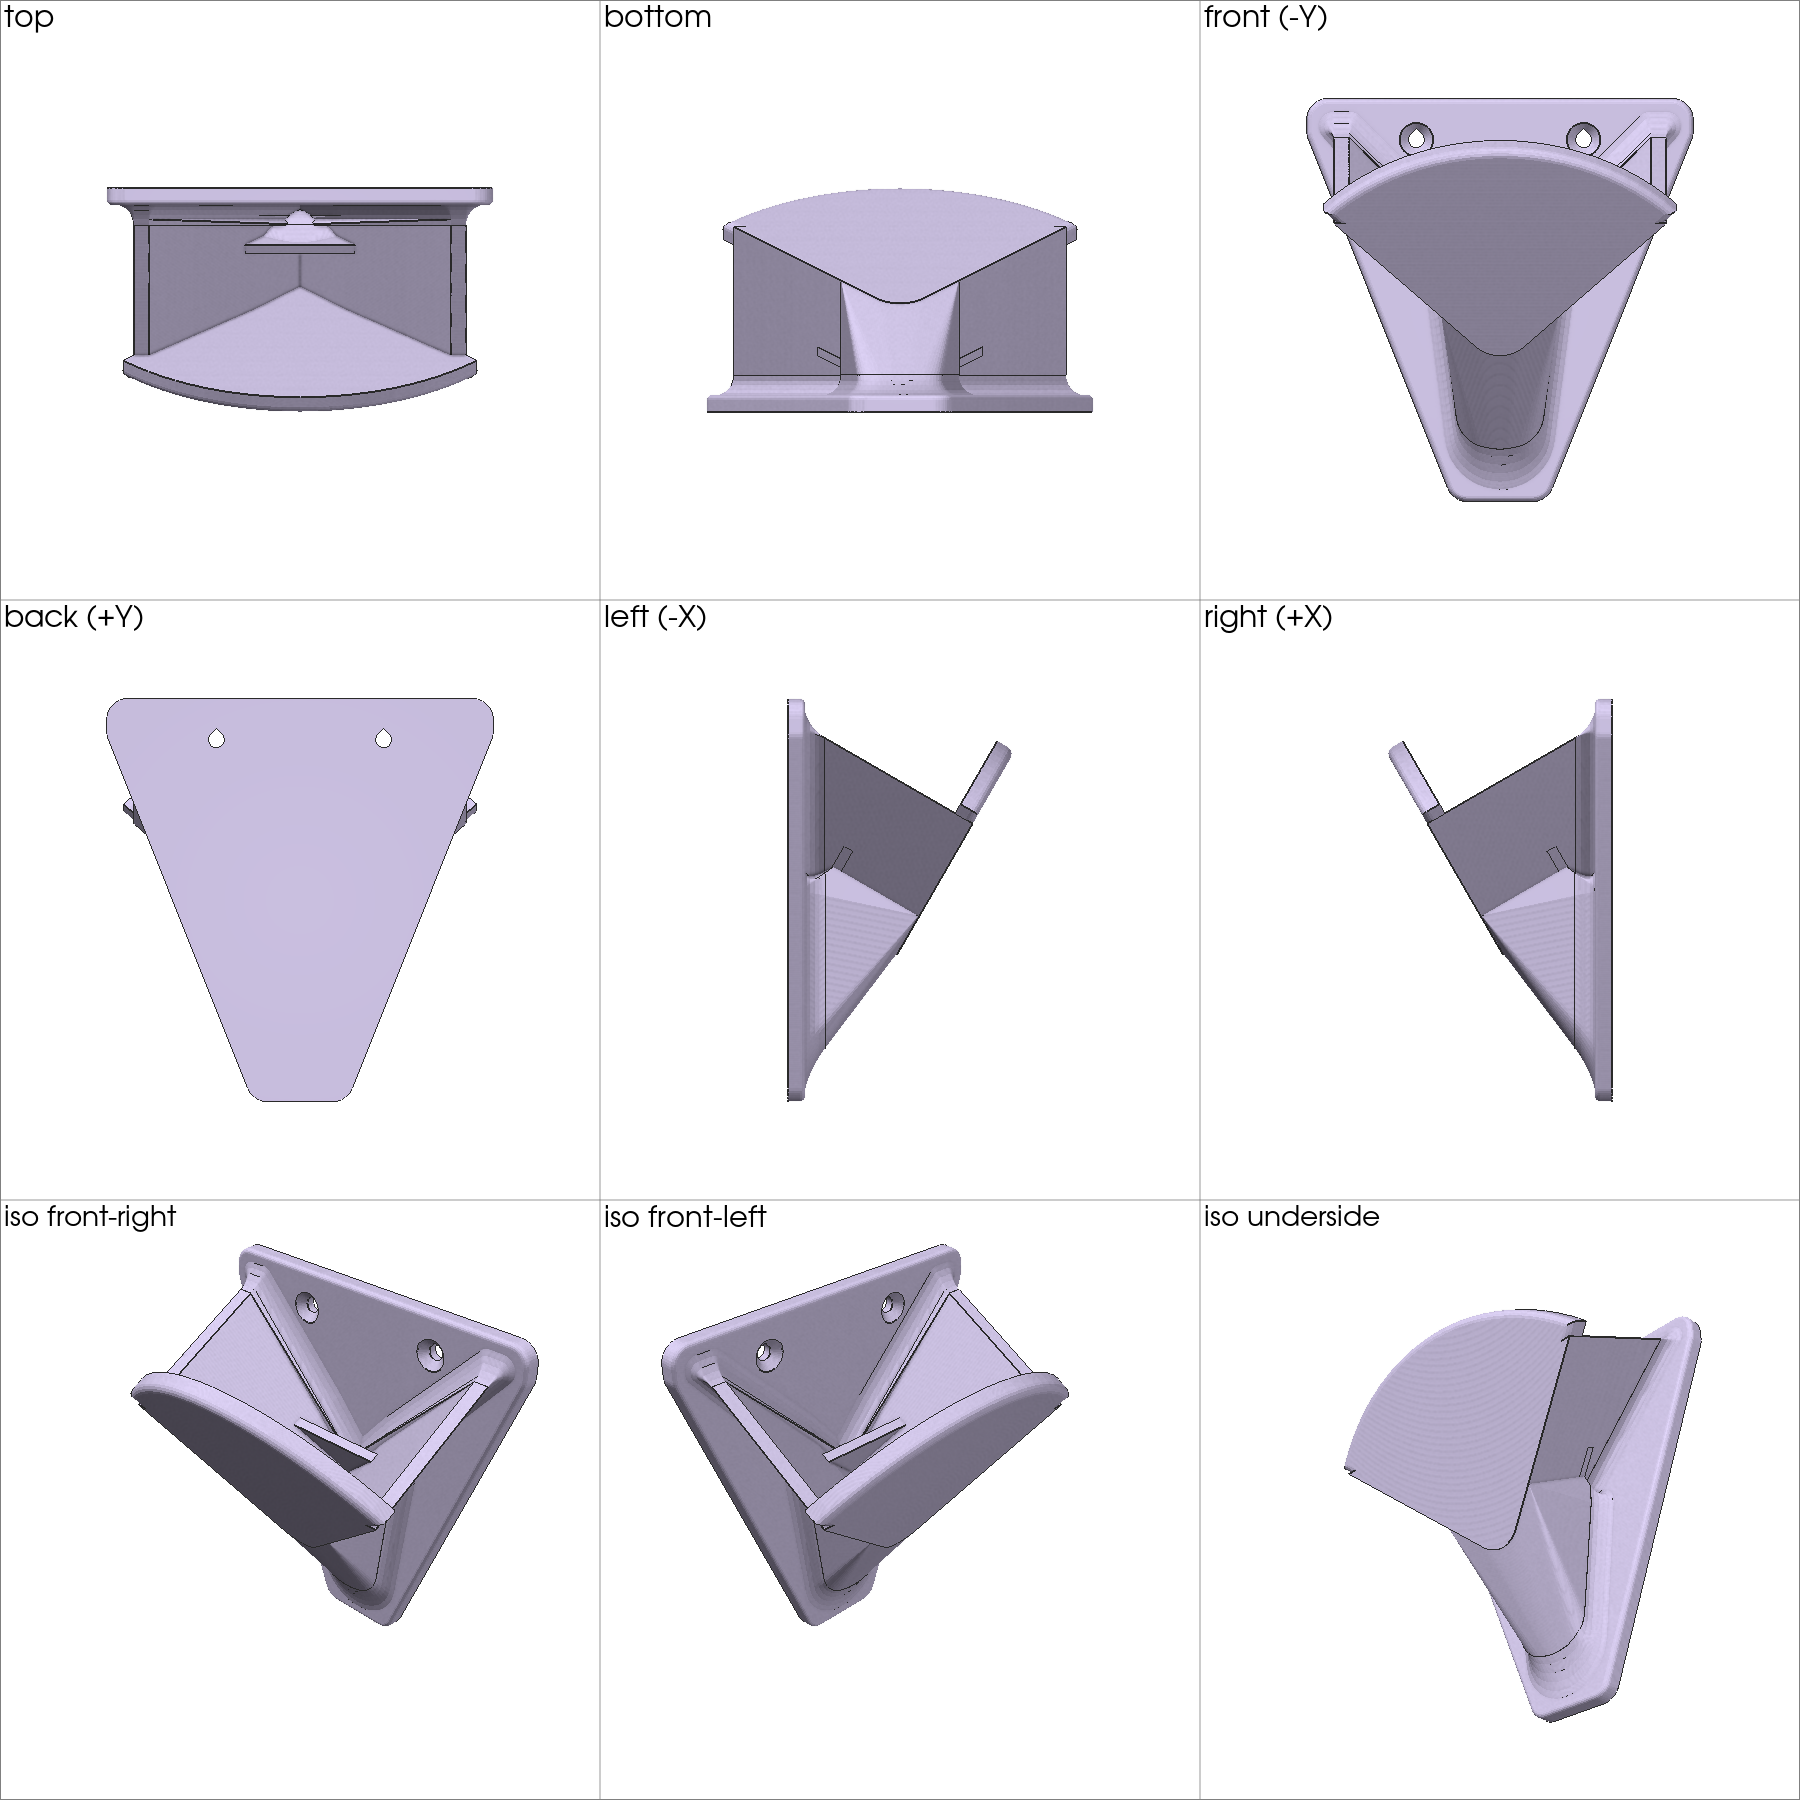 top
bottom
front (-Y)
back (+Y)
left (-X)
right (+X)
iso front-right
iso front-left
iso underside